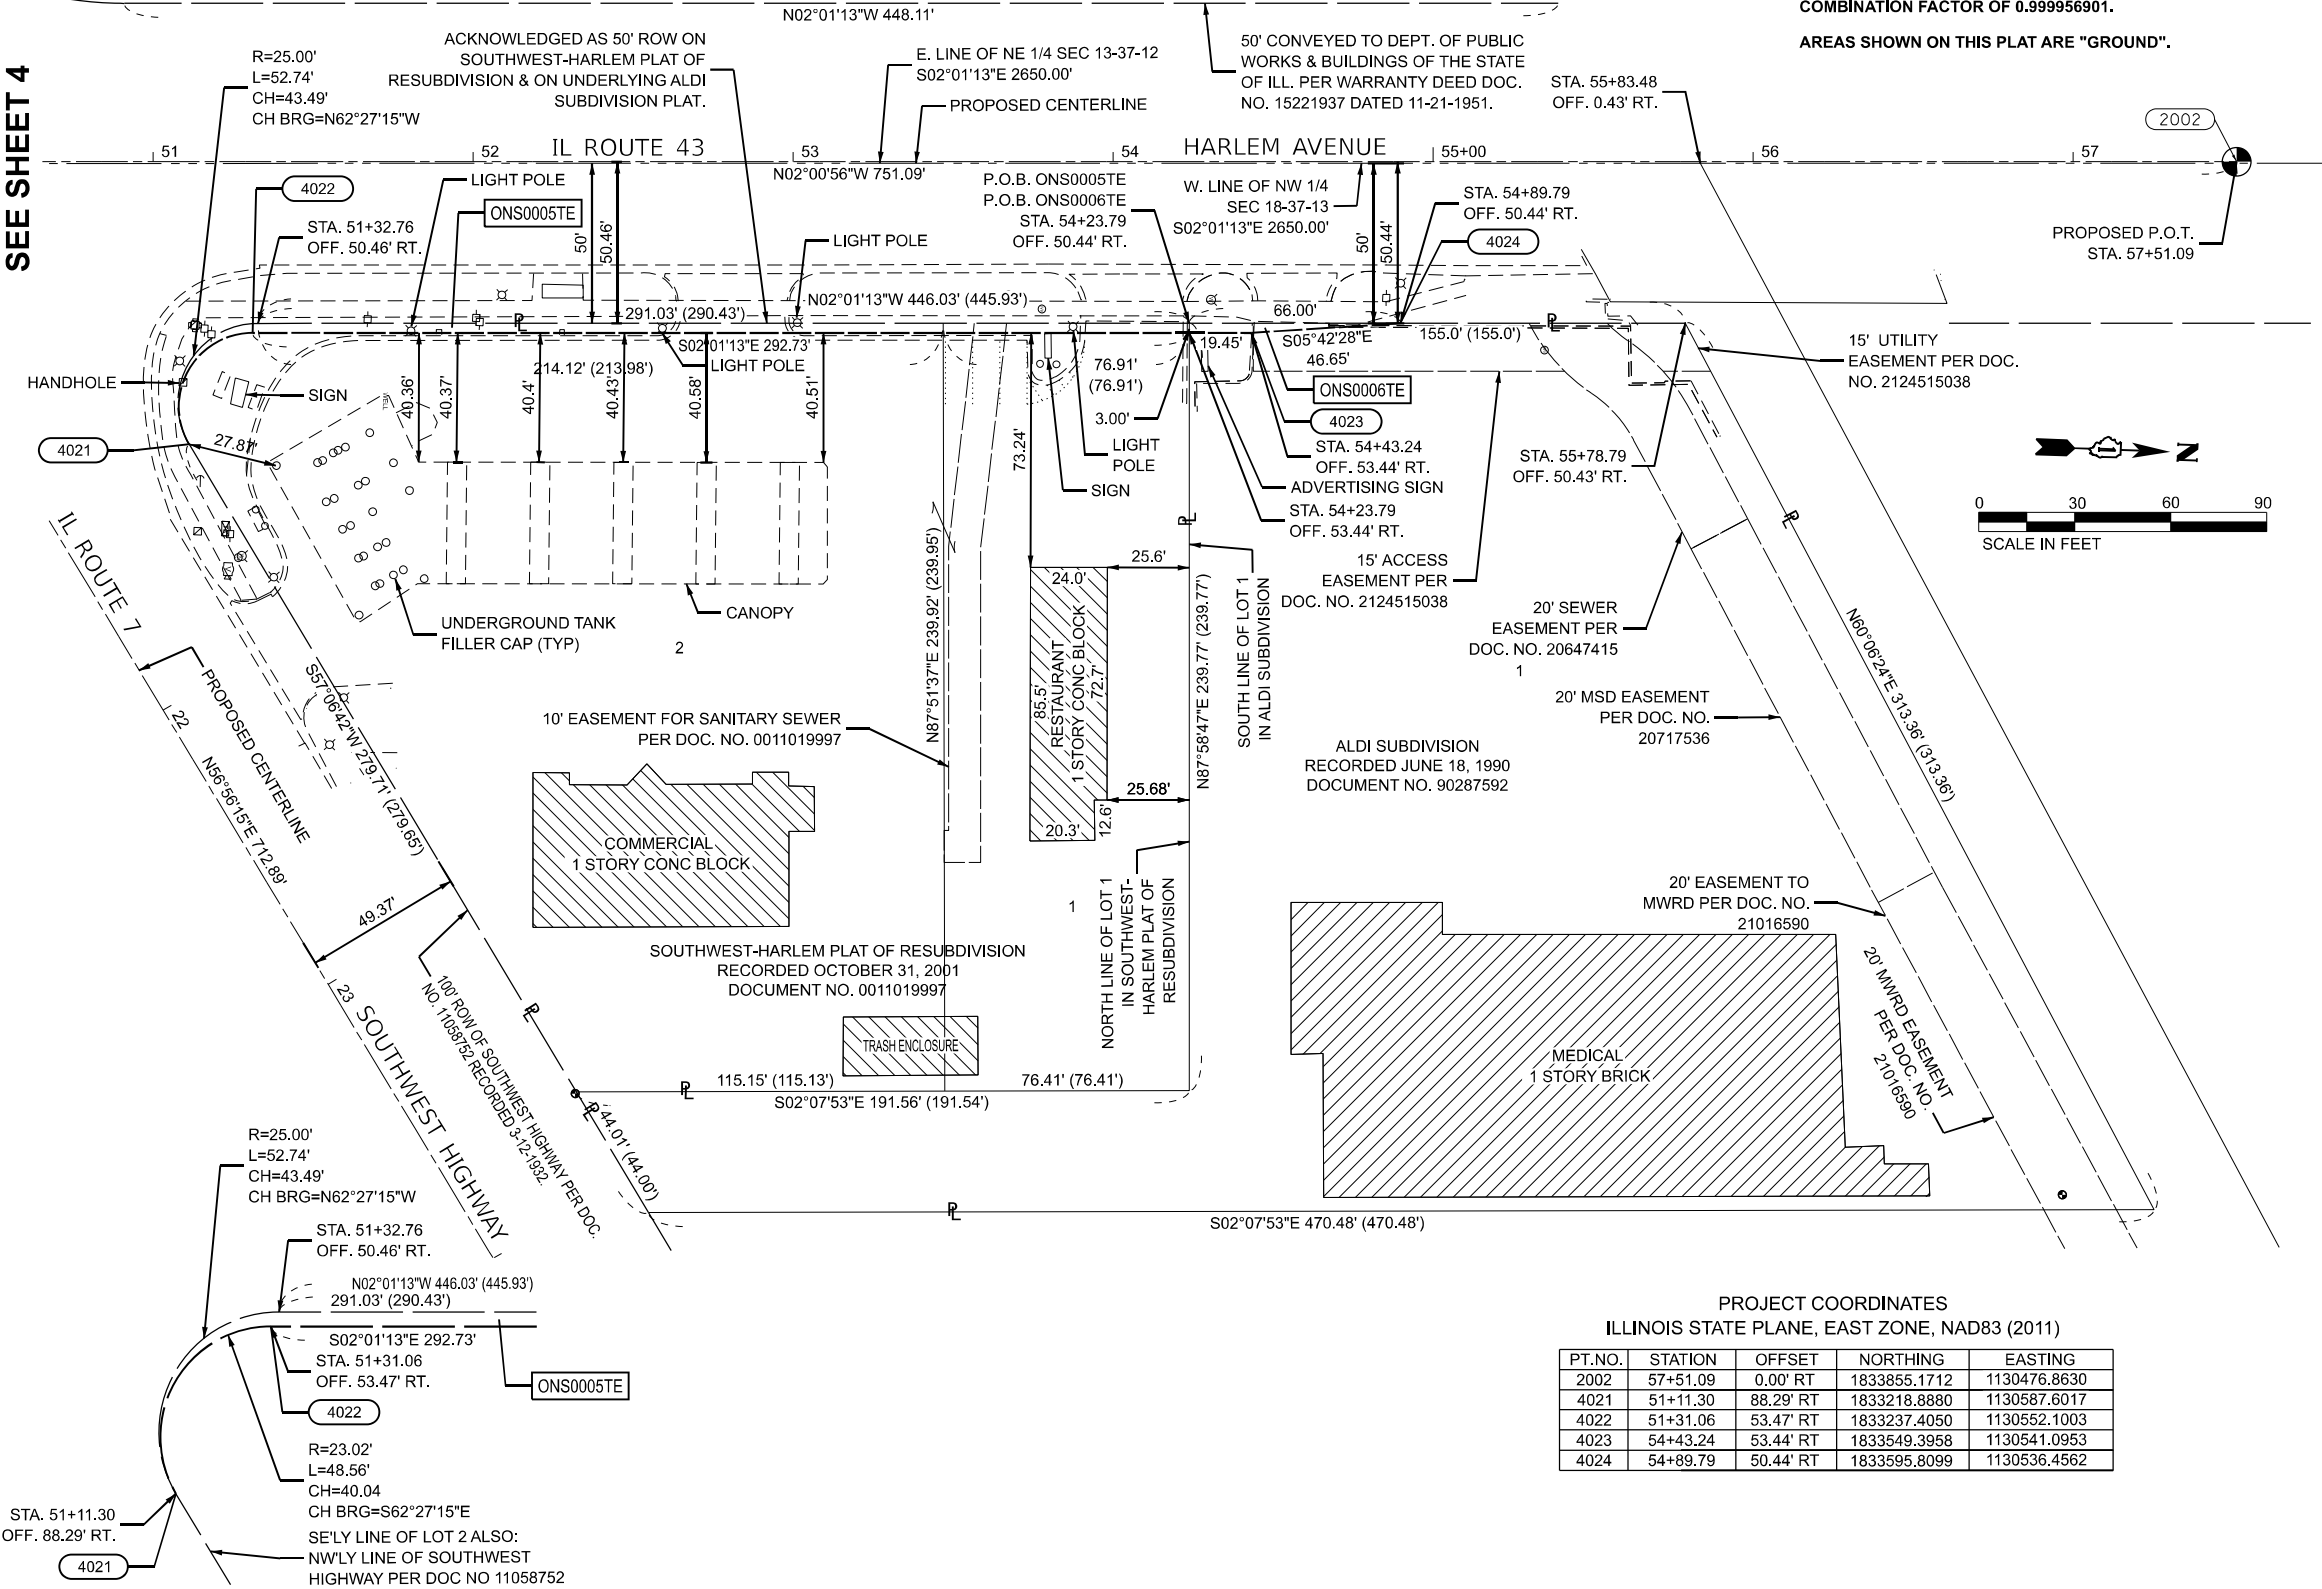 N02°01'13"W 448.11'
COMBINATION FACTOR OF 0.999956901.
AREAS SHOWN ON THIS PLAT ARE "GROUND".
SEE SHEET 4
R=25.00'
L=52.74'
CH=43.49'
CH BRG=N62°27'15"W
ACKNOWLEDGED AS 50' ROW ON
SOUTHWEST-HARLEM PLAT OF
RESUBDIVISION & ON UNDERLYING ALDI
SUBDIVISION PLAT.
E. LINE OF NE 1/4 SEC 13-37-12
S02°01'13"E 2650.00'
PROPOSED CENTERLINE
50' CONVEYED TO DEPT. OF PUBLIC
WORKS & BUILDINGS OF THE STATE
OF ILL. PER WARRANTY DEED DOC.
NO. 15221937 DATED 11-21-1951.
STA. 55+83.48
OFF. 0.43' RT.
2002
51
52
IL ROUTE 43
53
54
HARLEM AVENUE
55+00
56
57
N02°00'56"W 751.09'
4022
LIGHT POLE
ONS0005TE
STA. 51+32.76
OFF. 50.46' RT.
50'
50.46'
LIGHT POLE
P.O.B. ONS0005TE
P.O.B. ONS0006TE
STA. 54+23.79
OFF. 50.44' RT.
W. LINE OF NW 1/4
SEC 18-37-13
S02°01'13"E 2650.00'
50'
50.44'
STA. 54+89.79
OFF. 50.44' RT.
4024
PROPOSED P.O.T.
STA. 57+51.09
N02°01'13"W 446.03' (445.93')
291.03' (290.43')
66.00'
PL
PL
S02°01'13"E 292.73'
LIGHT POLE
214.12' (213.98')
19.45'
S05°42'28"E
46.65'
155.0' (155.0')
15' UTILITY
EASEMENT PER DOC.
NO. 2124515038
HANDHOLE
SIGN
40.36'
40.37'
40.4'
40.43'
40.58'
40.51'
76.91'
(76.91')
3.00'
ONS0006TE
4023
4021
27.87'
73.24'
LIGHT
POLE
SIGN
STA. 54+43.24
OFF. 53.44' RT.
ADVERTISING SIGN
STA. 54+23.79
OFF. 53.44' RT.
STA. 55+78.79
OFF. 50.43' RT.
N
0 30 60 90
SCALE IN FEET
PL
PL
15' ACCESS
EASEMENT PER
DOC. NO. 2124515038
25.6'
24.0'
IL ROUTE 7
UNDERGROUND TANK
FILLER CAP (TYP)
CANOPY
2
N87°51'37"E 239.92' (239.95')
85.5'
RESTAURANT
1 STORY CONC BLOCK
72.7'
N87°58'47"E 239.77' (239.77')
SOUTH LINE OF LOT 1
IN ALDI SUBDIVISION
20' SEWER
EASEMENT PER
DOC. NO. 20647415
1
N60°06'24"E 313.36' (313.36')
PROPOSED CENTERLINE
22
S57°06'42"W 279.71' (279.65')
N56°56'15"E 712.89'
10' EASEMENT FOR SANITARY SEWER
PER DOC. NO. 0011019997
20' MSD EASEMENT
PER DOC. NO.
20717536
ALDI SUBDIVISION
RECORDED JUNE 18, 1990
DOCUMENT NO. 90287592
25.68'
20.3'
12.6'
COMMERCIAL
1 STORY CONC BLOCK
49.37'
1
NORTH LINE OF LOT 1
IN SOUTHWEST-
HARLEM PLAT OF
RESUBDIVISION
20' EASEMENT TO
MWRD PER DOC. NO.
21016590
23
SOUTHWEST HIGHWAY
100' ROW OF SOUTHWEST HIGHWAY PER DOC.
NO. 11058752 RECORDED 3-12-1932.
SOUTHWEST-HARLEM PLAT OF RESUBDIVISION
RECORDED OCTOBER 31, 2001
DOCUMENT NO. 0011019997
PL
TRASH ENCLOSURE
MEDICAL
1 STORY BRICK
20' MWRD EASEMENT
PER DOC. NO.
21016590
115.15' (115.13')
76.41' (76.41')
PL
S02°07'53"E 191.56' (191.54')
PL
44.01' (44.00')
PL
S02°07'53"E 470.48' (470.48')
R=25.00'
L=52.74'
CH=43.49'
CH BRG=N62°27'15"W
STA. 51+32.76
OFF. 50.46' RT.
N02°01'13"W 446.03' (445.93')
291.03' (290.43')
S02°01'13"E 292.73'
STA. 51+31.06
OFF. 53.47' RT.
ONS0005TE
4022
R=23.02'
L=48.56'
CH=40.04
CH BRG=S62°27'15"E
STA. 51+11.30
OFF. 88.29' RT.
4021
SE'LY LINE OF LOT 2 ALSO:
NW'LY LINE OF SOUTHWEST
HIGHWAY PER DOC NO 11058752
PROJECT COORDINATES
ILLINOIS STATE PLANE, EAST ZONE, NAD83 (2011)
PT.NO. STATION OFFSET NORTHING EASTING
2002 57+51.09 0.00' RT 1833855.1712 1130476.8630
4021 51+11.30 88.29' RT 1833218.8880 1130587.6017
4022 51+31.06 53.47' RT 1833237.4050 1130552.1003
4023 54+43.24 53.44' RT 1833549.3958 1130541.0953
4024 54+89.79 50.44' RT 1833595.8099 1130536.4562